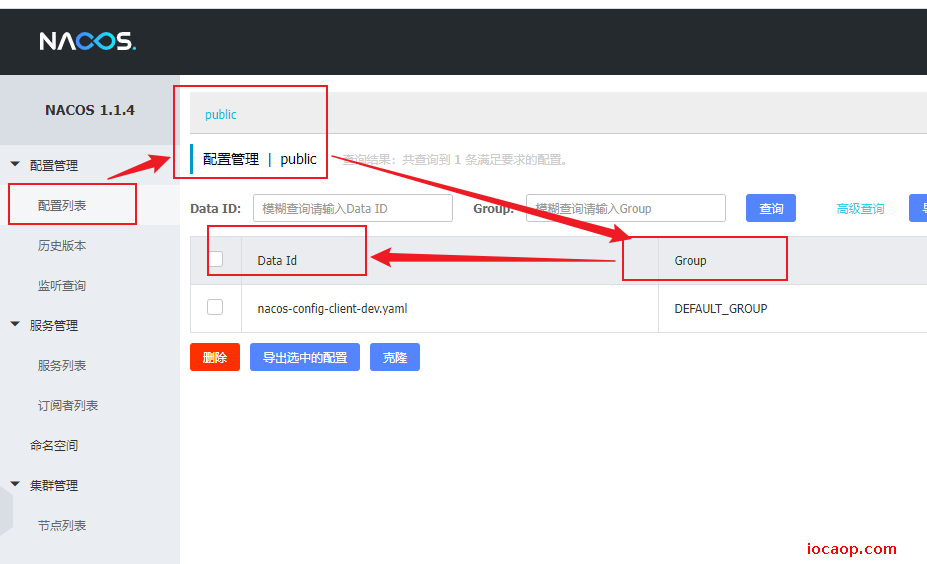 NACOS.
NACOS 1.1.4
配置管理
配置列表
历史版本
监听查询
服务管理
服务列表
订阅者列表
命名空间
集群管理
节点列表
public
配置管理 | public 查询结果：共查询到 1 条满足要求的配置。
Data ID: 模糊查询请输入Data ID Group: 模糊查询请输入Group 查询 高级查询
Data Id Group
nacos-config-client-dev.yaml DEFAULT_GROUP
删除 导出选中的配置 克隆
iocaop.com